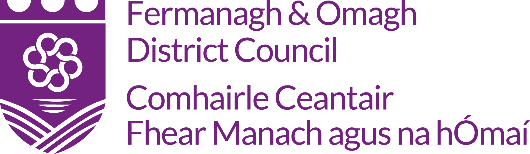 Fermanagh & Omagh
District Council
Comhairle Ceantair
Fhear Manach agus na hÓmaí